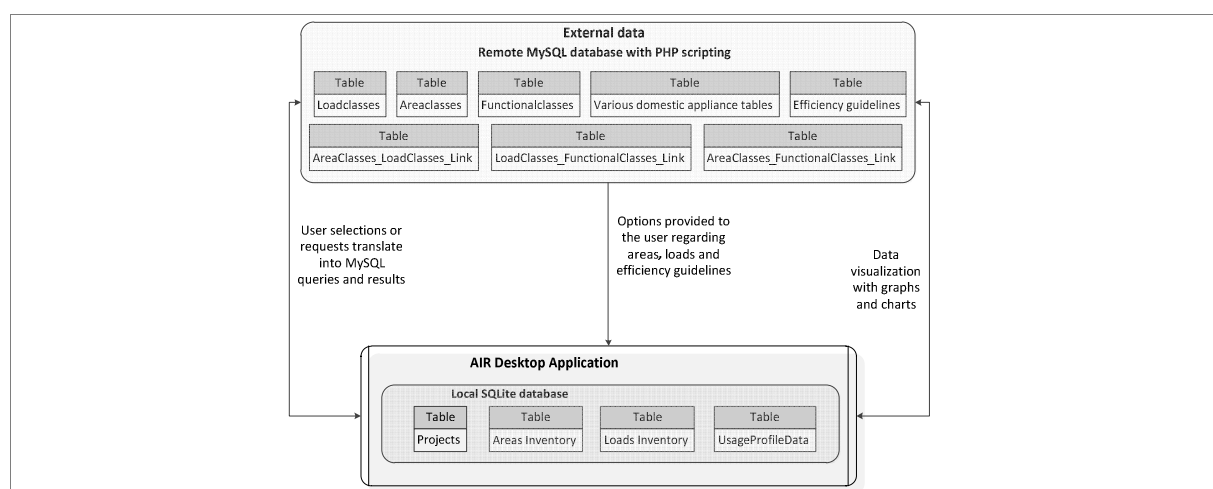 External data
Remote MySQL database with PHP scripting
Table
Loadclasses
Table
Areaclasses
Table
Functionalclasses
Table
Various domestic appliance tables
Table
Efficiency guidelines
Table
AreaClasses_LoadClasses_Link
Table
LoadClasses_FunctionalClasses_Link
Table
AreaClasses_FunctionalClasses_Link
User selections or
requests translate
into MySQL
queries and results
Options provided to
the user regarding
areas, loads and
efficiency guidelines
Data
visualization
with graphs
and charts
AIR Desktop Application
Local SQLite database
Table
Projects
Table
Areas Inventory
Table
Loads Inventory
Table
UsageProfileData